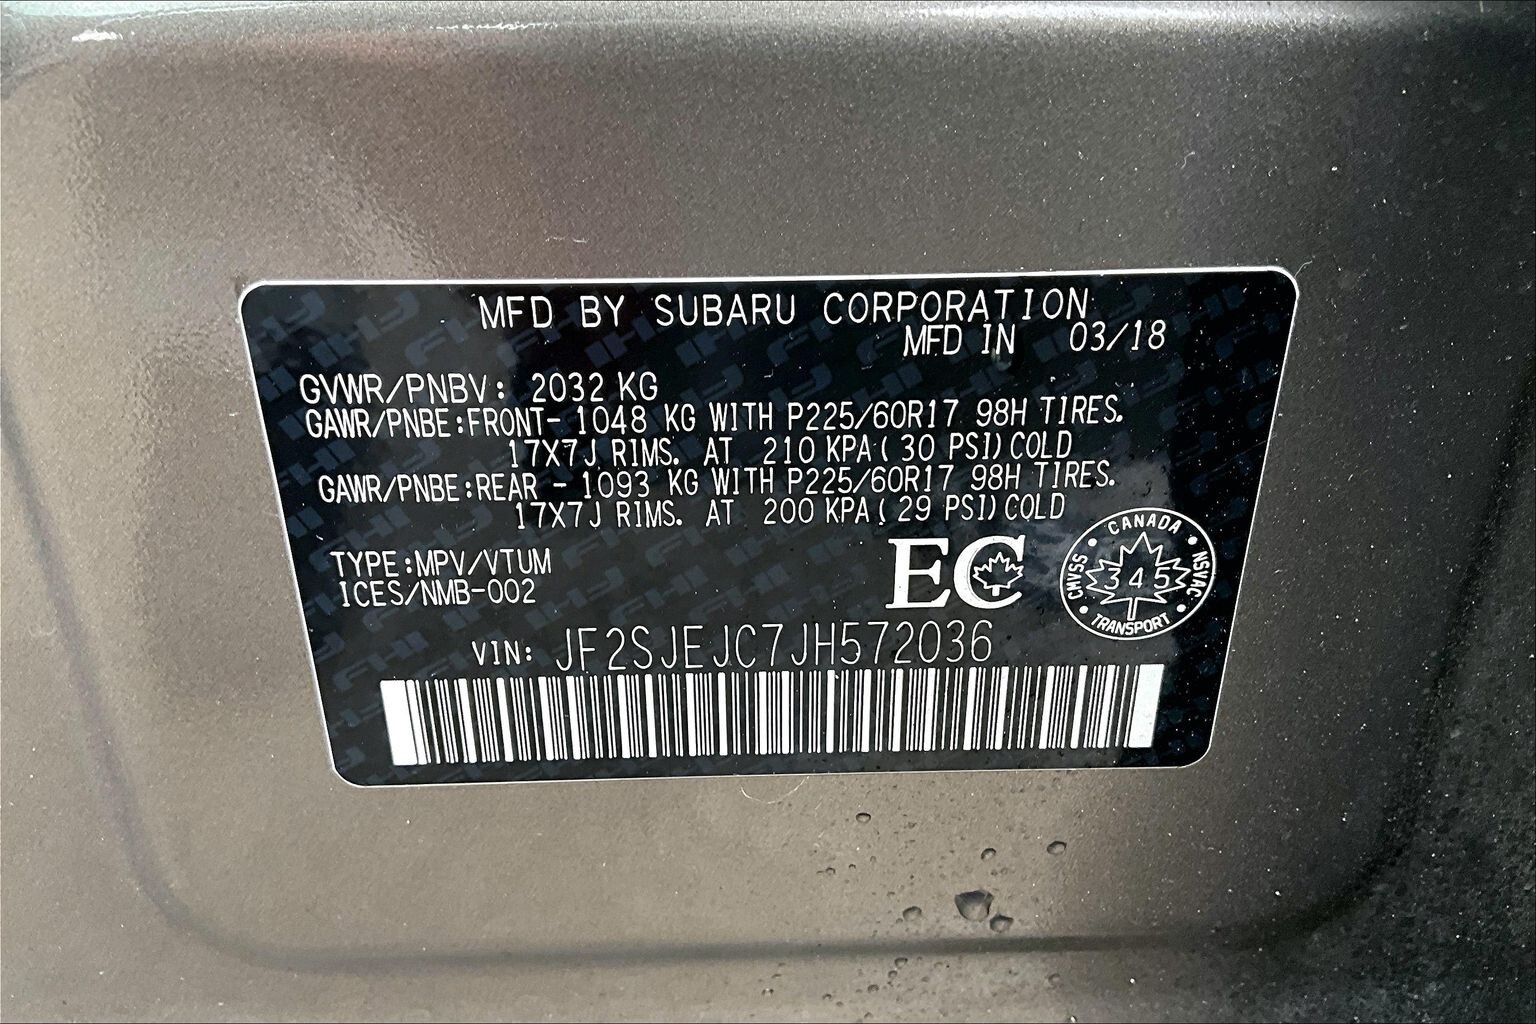 MFD BY SUBARU CORPORATION
MFD IN 03/18
GVWR/PNBV: 2032 KG
GAWR/PNBE:FRONT- 1048 KG WITH P225/60R17 98H TIRES.
17X7J RIMS. AT 210 KPA( 30 PSI)COLD
GAWR/PNBE:REAR - 1093 KG WITH P225/60R17 98H TIRES.
17X7J RIMS. AT 200 KPA( 29 PSI)COLD
TYPE:MPV/VTUM
ICES/NMB-002
EC
CANADA
CMVSS
345
NSVAC
TRANSPORT
VIN: JF2SJEJC7JH572036